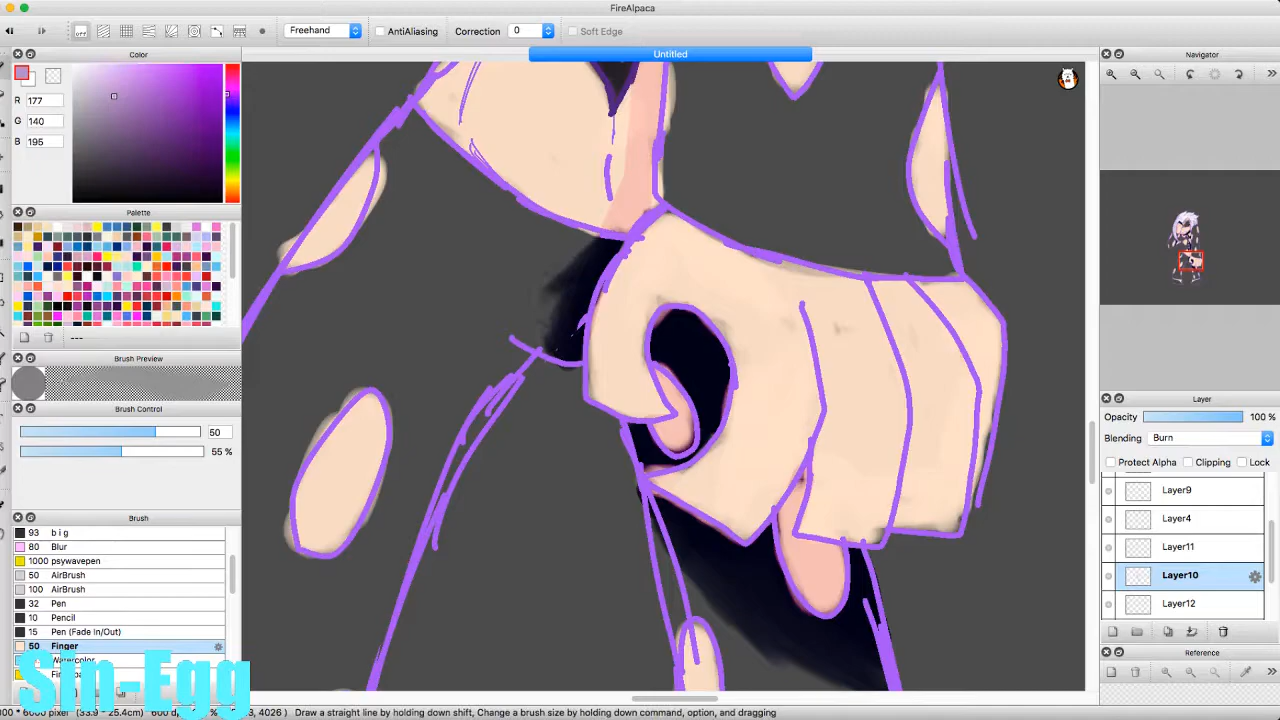 FireAlpaca
OFF
Freehand
AntiAliasing
Correction
0
Soft Edge
Untitled
Color
Navigator
R
177
G
140
B
195
Palette
---
Brush Preview
Brush Control
50
55 %
Brush
93 b i g
80 Blur
1000 psywavepen
50 AirBrush
100 AirBrush
32 Pen
10 Pencil
15 Pen (Fade In/Out)
50 Finger
Watercolor
Sin-Egg
Layer
Opacity
100 %
Blending
Burn
Protect Alpha
Clipping
Lock
Layer9
Layer4
Layer11
Layer10
Layer12
Reference
4026) Draw a straight line by holding down shift, Change a brush size by holding down command, option, and dragging